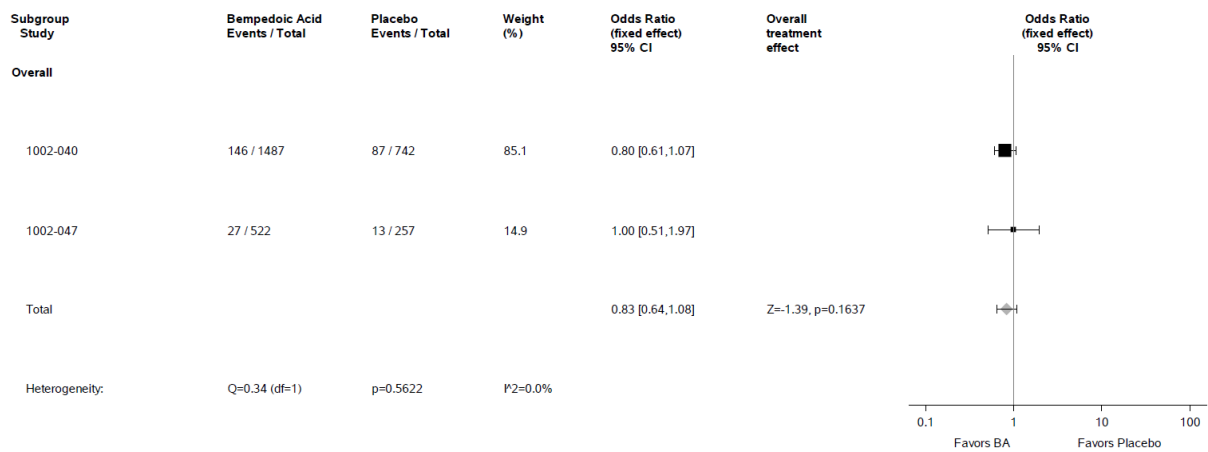 Subgroup Bempedoic Acid Placebo Weight Odds Ratio Overall Odds Ratio
Study Events / Total Events / Total (%) (fixed effect) treatment (fixed effect)
95% CI effect 95% CI
Overall
1002-040 146 / 1487 87 / 742 85.1 0.80 [0.61,1.07]
1002-047 27 / 522 13 / 257 14.9 1.00 [0.51,1.97]
Total 0.83 [0.64,1.08] Z=-1.39, p=0.1637
Heterogeneity: Q=0.34 (df=1) p=0.5622 I^2=0.0%
0.1 1 10 100
Favors BA Favors Placebo